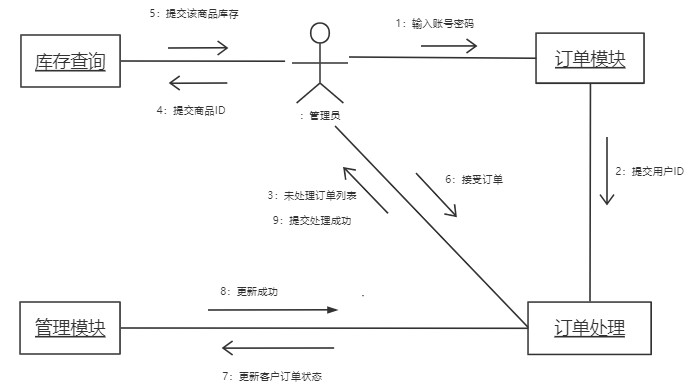 5：提交该商品库存
1：输入账号密码
库存查询
订单模块
4：提交商品ID
：管理员
2：提交用户ID
6：接受订单
3：未处理订单列表
9：提交处理成功
8：更新成功
管理模块
订单处理
7：更新客户订单状态